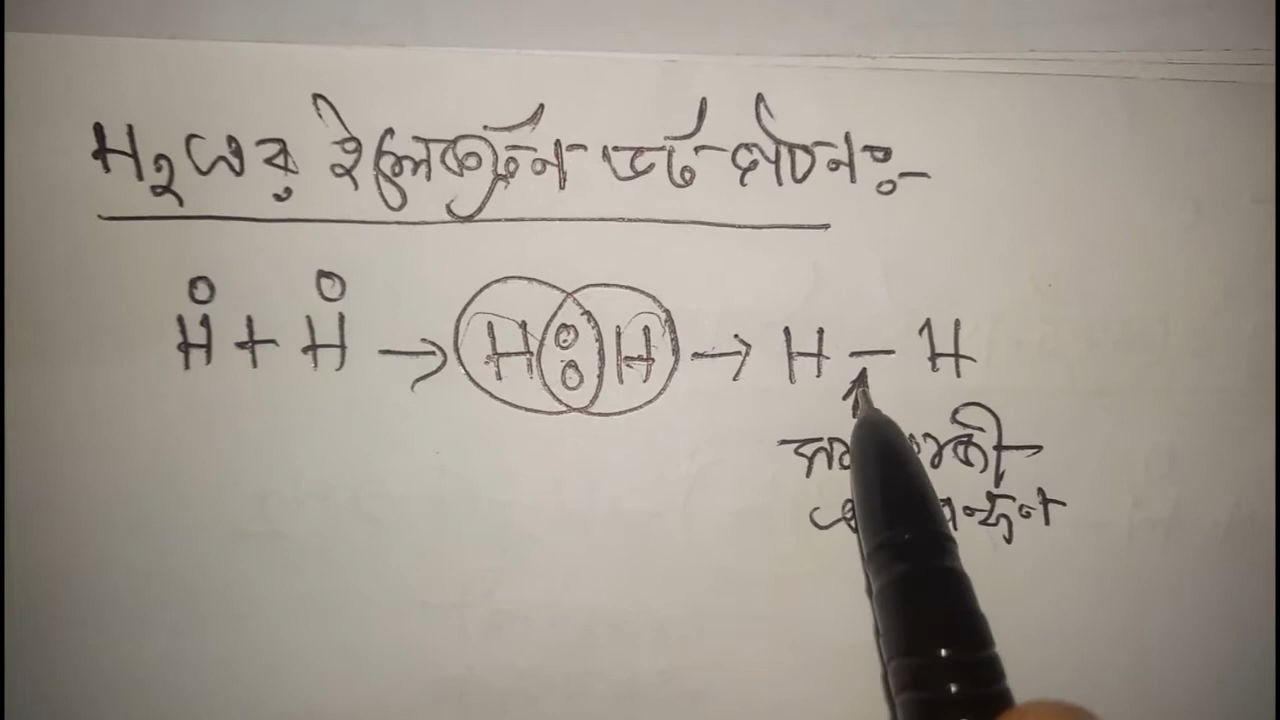 H₂ এর ইলেকট্রন ডট গঠনঃ-
H + H → H H → H - H